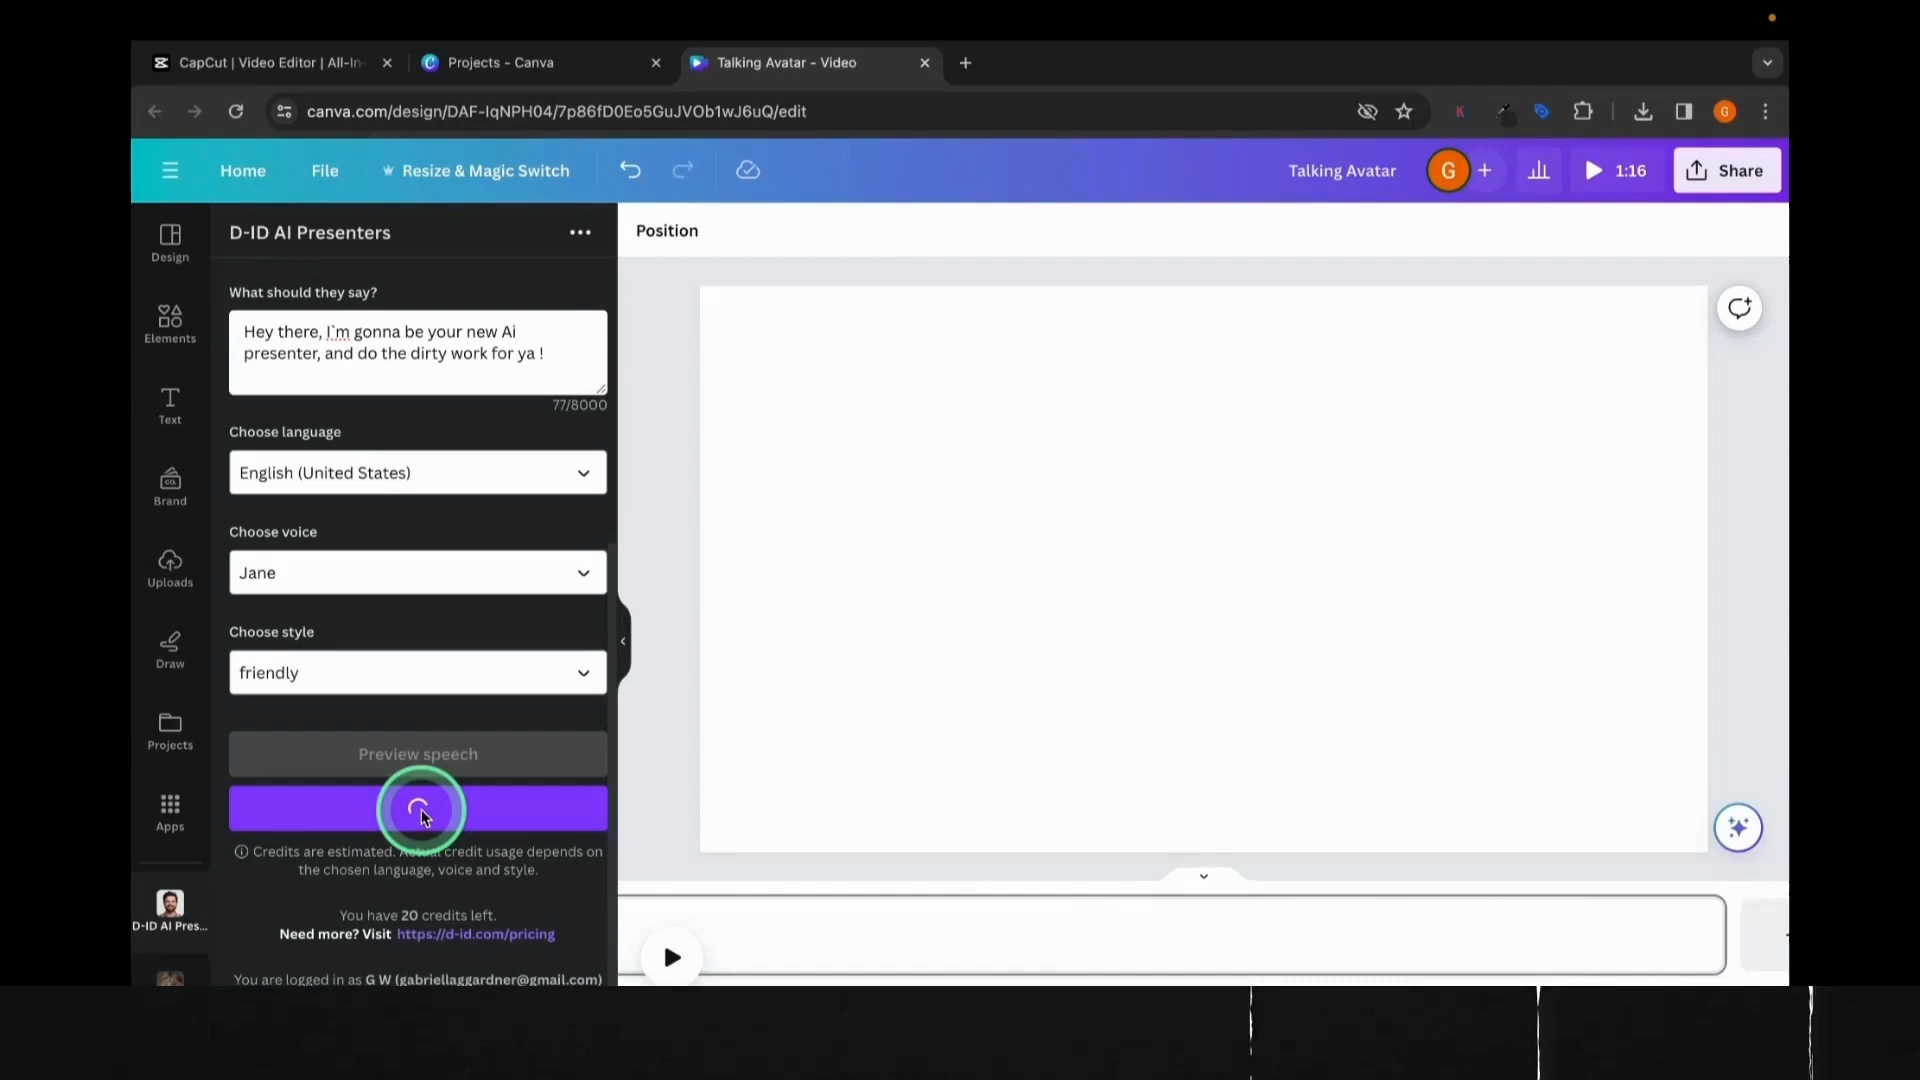 CapCut | Video Editor | All-In-
Projects - Canva
Talking Avatar - Video
canva.com/design/DAF-IqNPH04/7p86fD0Eo5GuJVOb1wJ6uQ/edit
K
G
Home
File
Resize & Magic Switch
Talking Avatar
G
1:16
Share
Design
Elements
Text
Brand
Uploads
Draw
Projects
Apps
D-ID AI Pres...
D-ID AI Presenters
What should they say?
Hey there, I`m gonna be your new Ai
presenter, and do the dirty work for ya !
77/8000
Choose language
English (United States)
Choose voice
Jane
Choose style
friendly
Preview speech
Credits are estimated. Actual credit usage depends on
the chosen language, voice and style.
You have 20 credits left.
Need more? Visit https://d-id.com/pricing
You are logged in as G W (gabriellaggardner@gmail.com)
Position